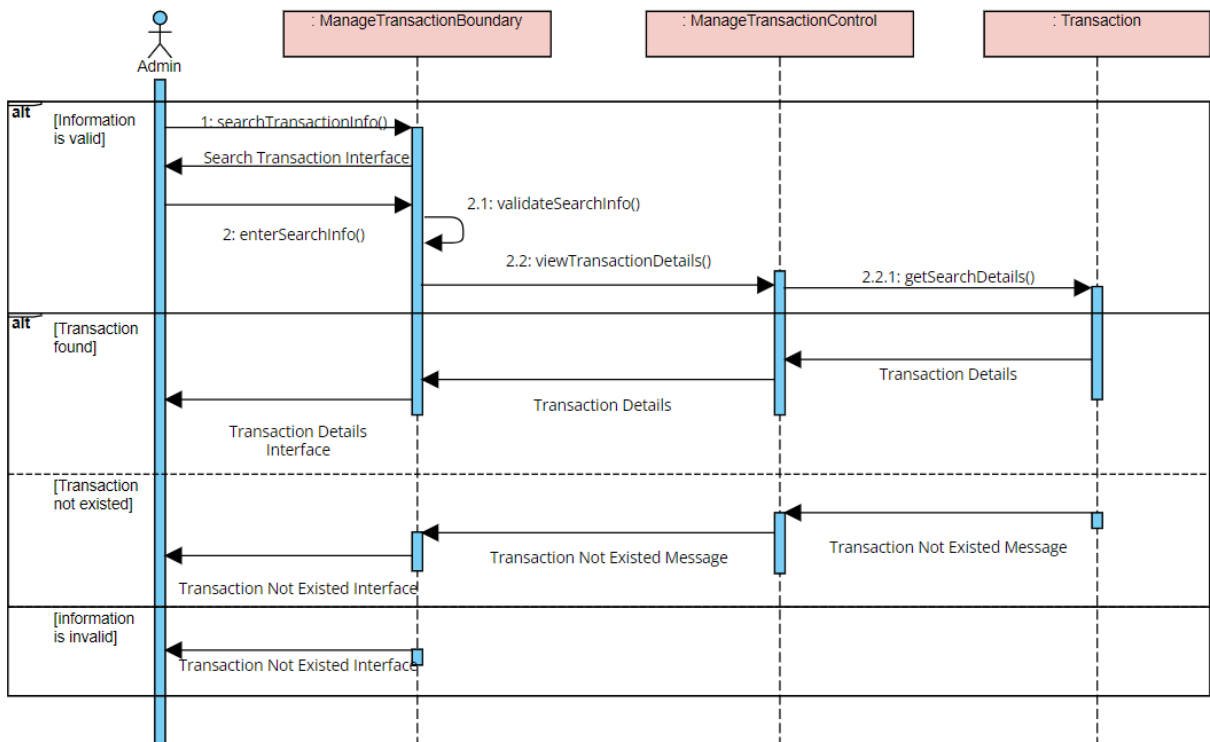 : ManageTransactionBoundary
: ManageTransactionControl
: Transaction
Admin
alt
[Information
is valid]
1: searchTransactionInfo()
Search Transaction Interface
2.1: validateSearchInfo()
2: enterSearchInfo()
2.2: viewTransactionDetails()
2.2.1: getSearchDetails()
alt
[Transaction
found]
Transaction Details
Transaction Details
Transaction Details
Interface
[Transaction
not existed]
Transaction Not Existed Message
Transaction Not Existed Message
Transaction Not Existed Interface
[information
is invalid]
Transaction Not Existed Interface